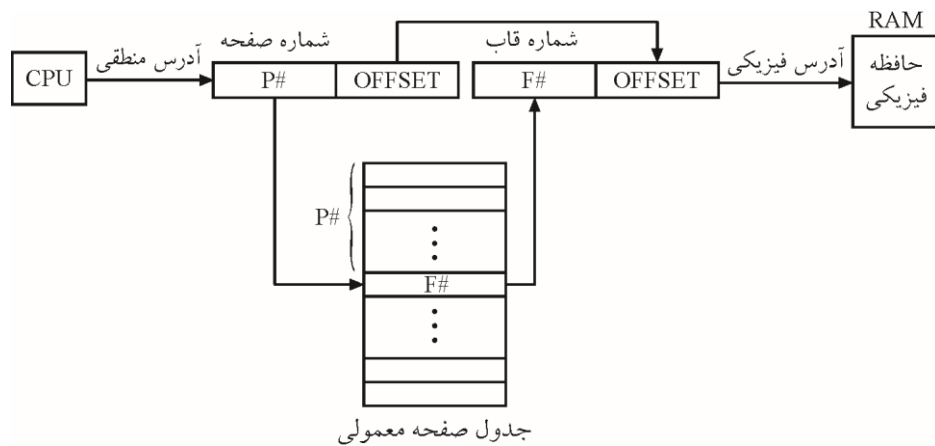 RAM
شماره صفحه
شماره قاب
CPU
آدرس منطقی
P#
OFFSET
F#
OFFSET
آدرس فیزیکی
حافظه
فیزیکی
P#
F#
جدول صفحه معمولی